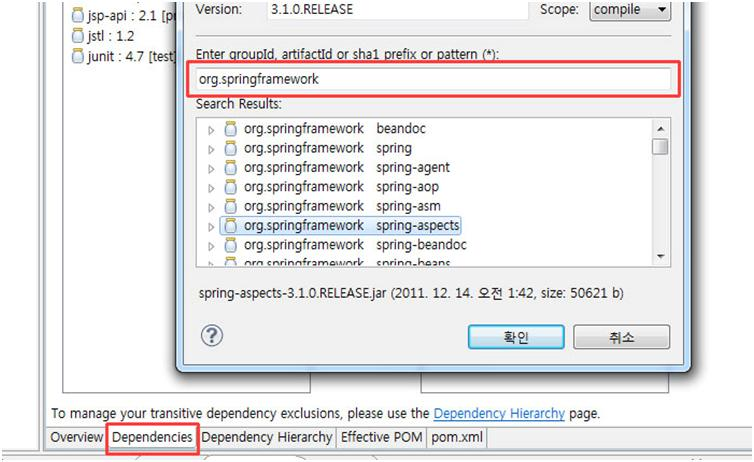 jsp-api : 2.1 [p
jstl : 1.2
junit : 4.7 [test]
Version: 3.1.0.RELEASE Scope: compile
Enter groupId, artifactId or sha1 prefix or pattern (*):
org.springframework
Search Results:
org.springframework beandoc
org.springframework spring
org.springframework spring-agent
org.springframework spring-aop
org.springframework spring-asm
org.springframework spring-aspects
org.springframework spring-beandoc
org.springframework spring-beans
spring-aspects-3.1.0.RELEASE.jar (2011. 12. 14. 오전 1:42, size: 50621 b)
?
확인 취소
To manage your transitive dependency exclusions, please use the Dependency Hierarchy page.
Overview Dependencies Dependency Hierarchy Effective POM pom.xml